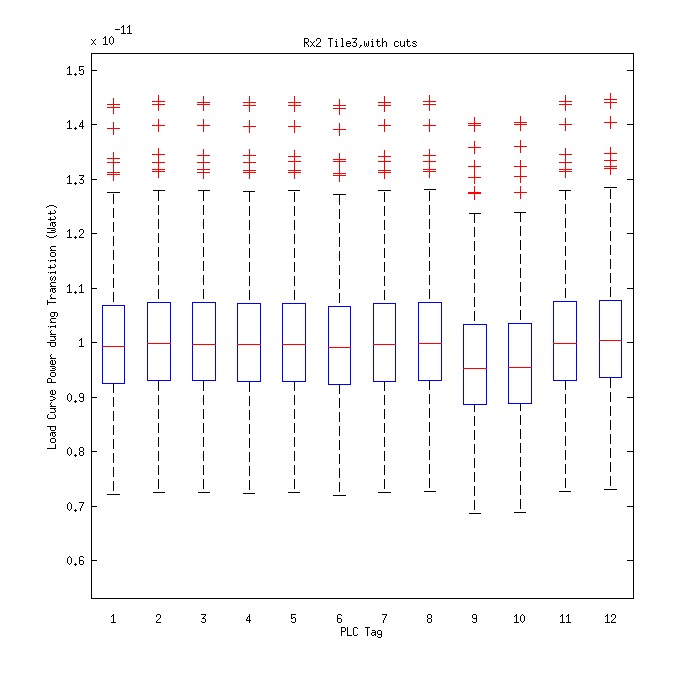 x 10^-11
Rx2 Tile3,with cuts
1.5
1.4
1.3
1.2
1.1
1
0.9
0.8
0.7
0.6
Load Curve Power during Transition (Watt)
1 2 3 4 5 6 7 8 9 10 11 12
PLC Tag